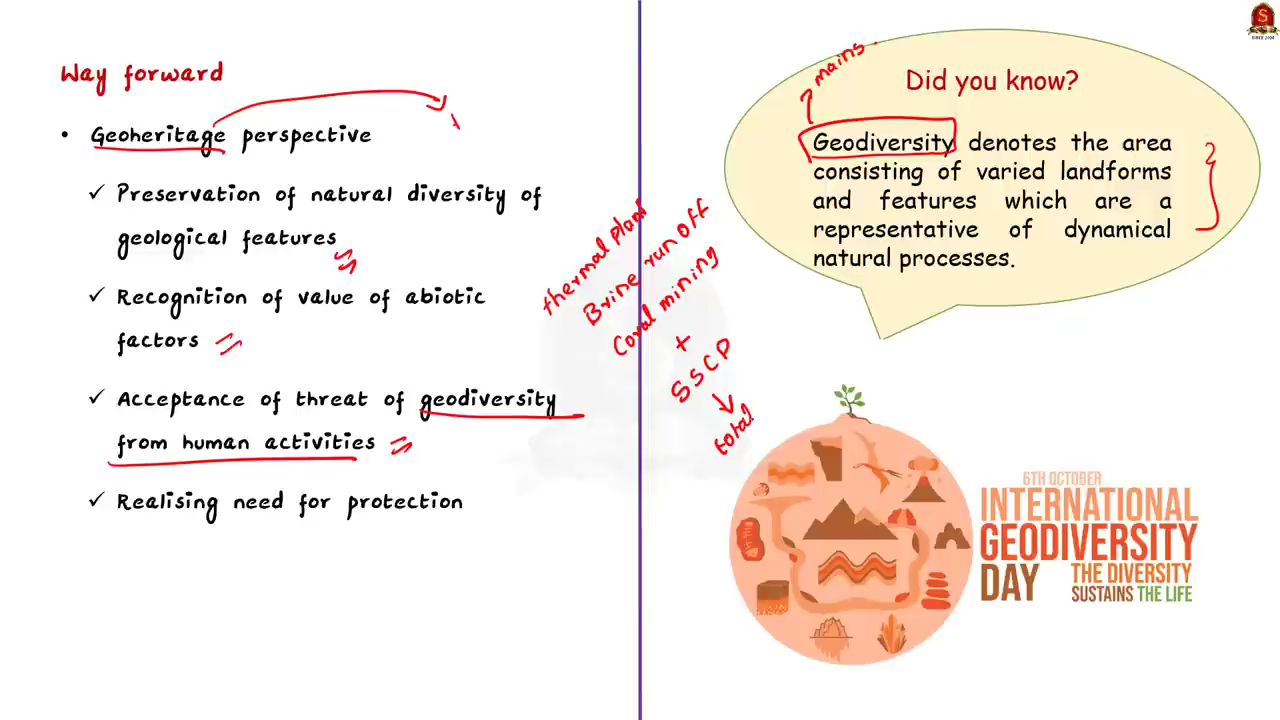 Way forward
• Geoheritage perspective
✓ Preservation of natural diversity of
geological features
✓ Recognition of value of abiotic
factors
✓ Acceptance of threat of geodiversity
from human activities
✓ Realising need for protection
thermal plant
Brine run off
Coral mining
+
SSCP
total
mains
Did you know?
Geodiversity denotes the area
consisting of varied landforms
and features which are a
representative of dynamical
natural processes.
6TH OCTOBER
INTERNATIONAL
GEODIVERSITY
DAY
THE DIVERSITY
SUSTAINS THE LIFE
S
SINCE 2004